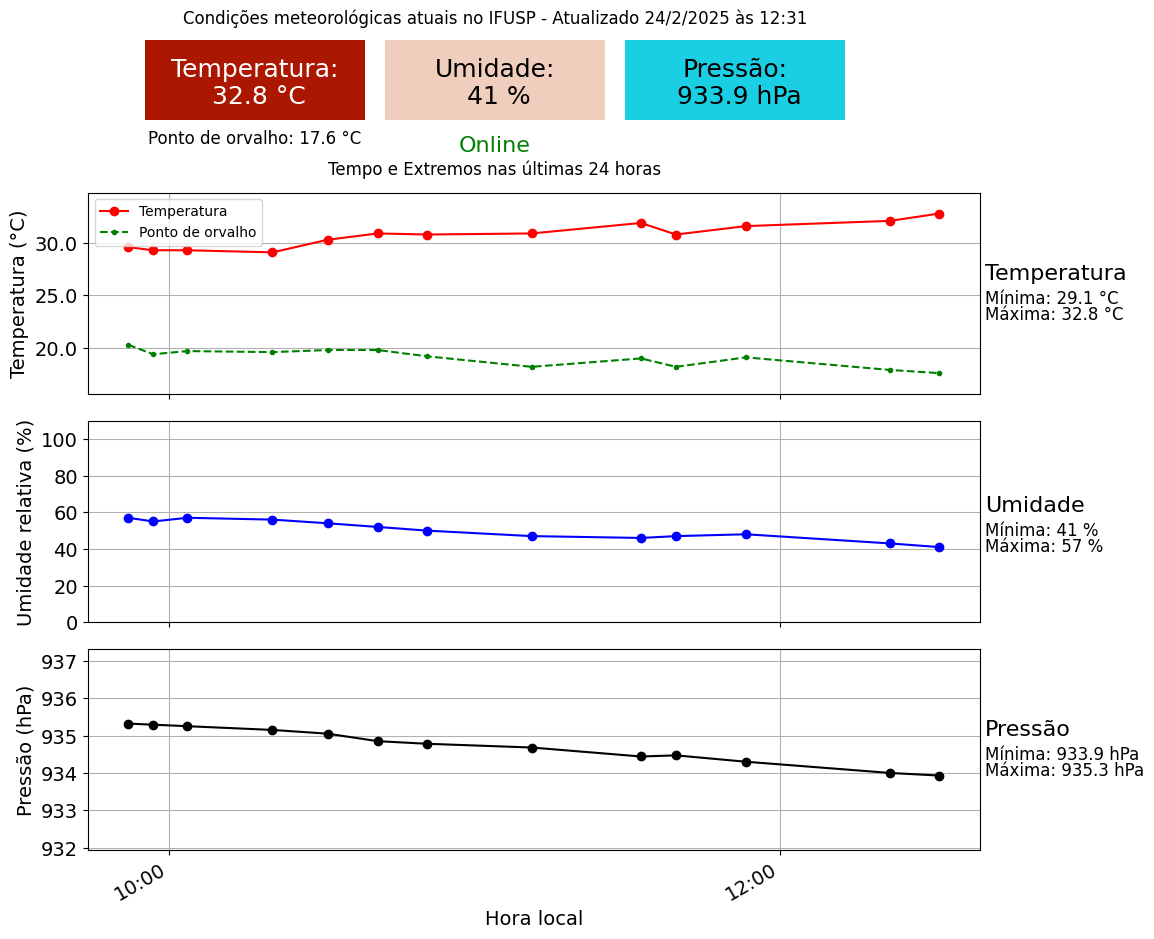 Condições meteorológicas atuais no IFUSP - Atualizado 24/2/2025 às 12:31
Temperatura:
32.8 °C
Umidade:
41 %
Pressão:
933.9 hPa
Ponto de orvalho: 17.6 °C
Online
Tempo e Extremos nas últimas 24 horas
Temperatura
Ponto de orvalho
Temperatura (°C)
30.0
25.0
20.0
Temperatura
Mínima: 29.1 °C
Máxima: 32.8 °C
Umidade relativa (%)
100
80
60
40
20
0
Umidade
Mínima: 41 %
Máxima: 57 %
Pressão (hPa)
937
936
935
934
933
932
Pressão
Mínima: 933.9 hPa
Máxima: 935.3 hPa
10:00
12:00
Hora local